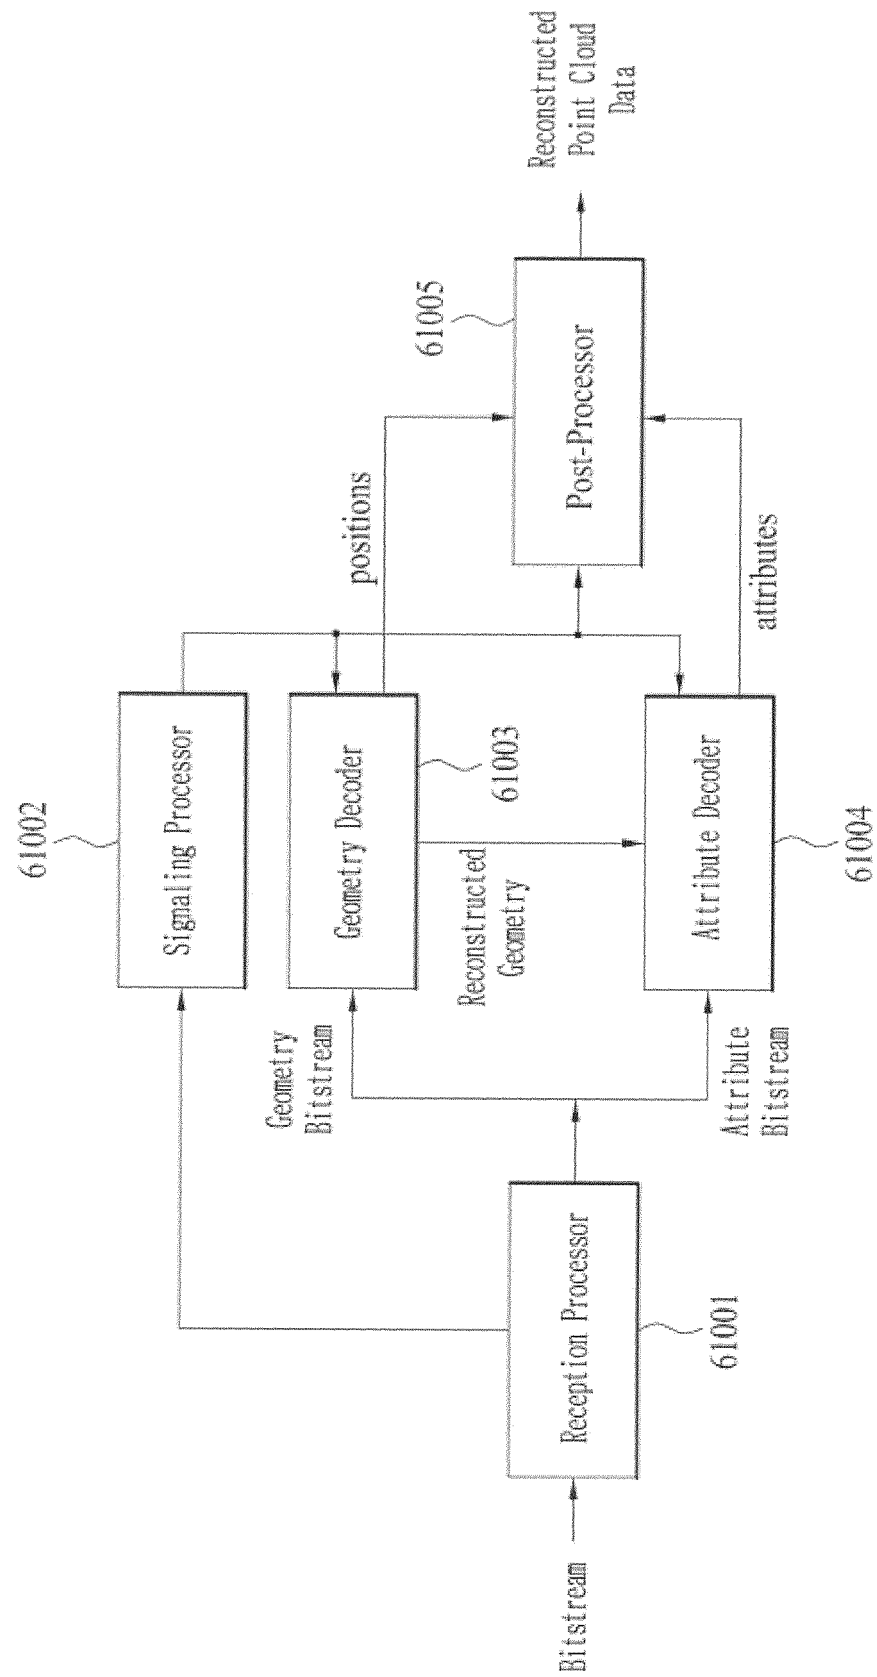 Bitstream
Reception Processor
61001
Signaling Processor
61002
Geometry
Bitstream
Geometry Decoder
61003
Reconstructed
Geometry
Attribute
Bitstream
Attribute Decoder
61004
positions
attributes
Post-Processor
61005
Reconstructed
Point Cloud
Data